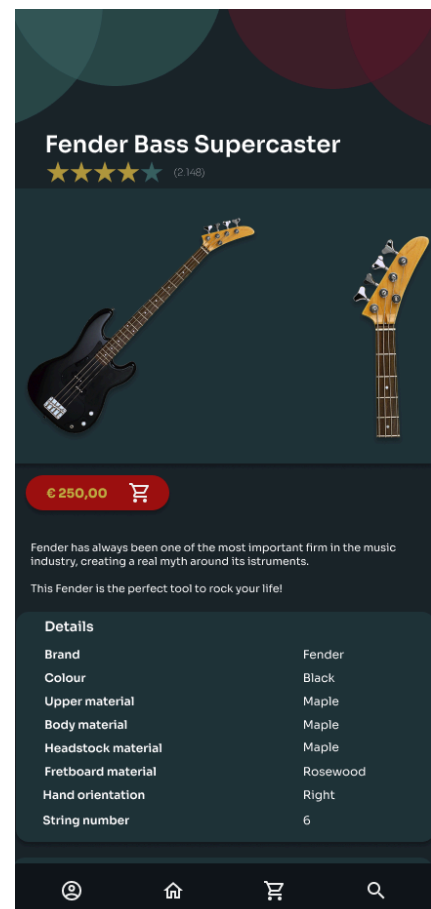 Fender Bass Supercaster
(2.148)
€ 250,00
Fender has always been one of the most important firm in the music
industry, creating a real myth around its istruments.
This Fender is the perfect tool to rock your life!
Details
Brand Fender
Colour Black
Upper material Maple
Body material Maple
Headstock material Maple
Fretboard material Rosewood
Hand orientation Right
String number 6